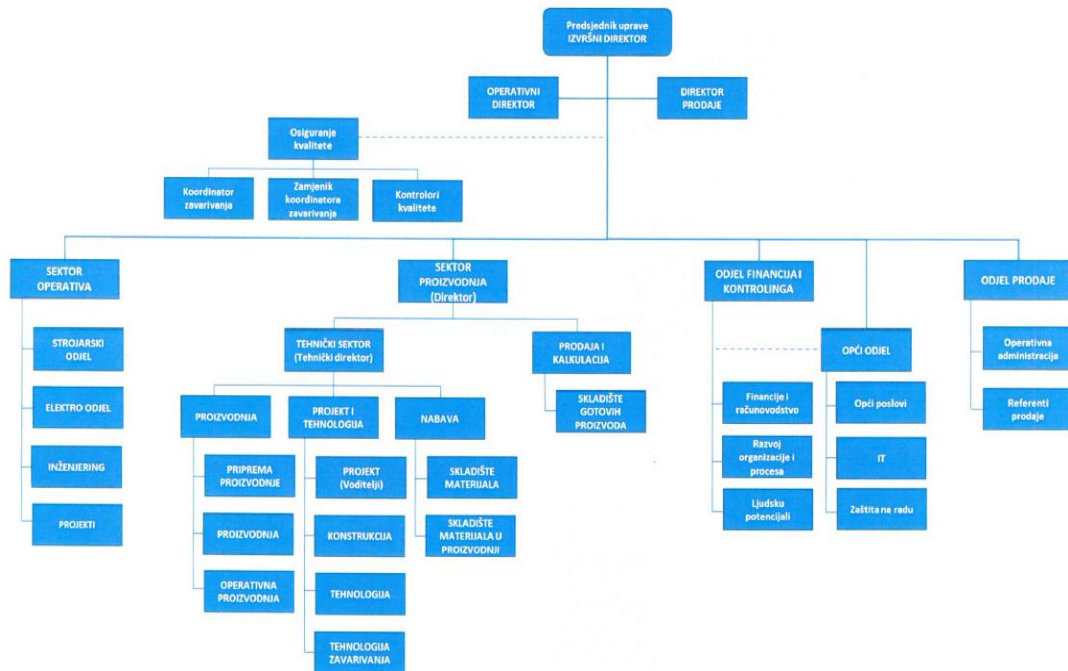 Predsjednik uprave
IZVRŠNI DIREKTOR
OPERATIVNI
DIREKTOR
DIREKTOR
PRODAJE
Osiguranje
kvalitete
Koordinator
zavarivanja
Zamjenik
koordinatora
zavarivanja
Kontrolori
kvalitete
SEKTOR
OPERATIVA
SEKTOR
PROIZVODNJA
(Direktor)
ODJEL FINANCIJA I
KONTROLINGA
ODJEL PRODAJE
STROJARSKI
ODJEL
ELEKTRO ODJEL
INŽENJERING
PROJEKTI
TEHNIČKI SEKTOR
(Tehnički direktor)
PRODAJA I
KALKULACIJA
SKLADIŠTE
GOTOVIH
PROIZVODA
PROIZVODNJA
PROJEKT I
TEHNOLOGIJA
NABAVA
PRIPREMA
PROIZVODNJE
PROIZVODNJA
OPERATIVNA
PROIZVODNJA
PROJEKT
(Voditelji)
KONSTRUKCIJA
TEHNOLOGIJA
TEHNOLOGIJA
ZAVARIVANJA
SKLADIŠTE
MATERIJALA
SKLADIŠTE
MATERIJALA U
PROIZVODNJI
OPĆI ODJEL
Financije i
računovodstvo
Razvoj
organizacije i
procesa
Ljudsku
potencijali
Opći poslovi
IT
Zaštita na radu
Operativna
administracija
Referenti
prodaje